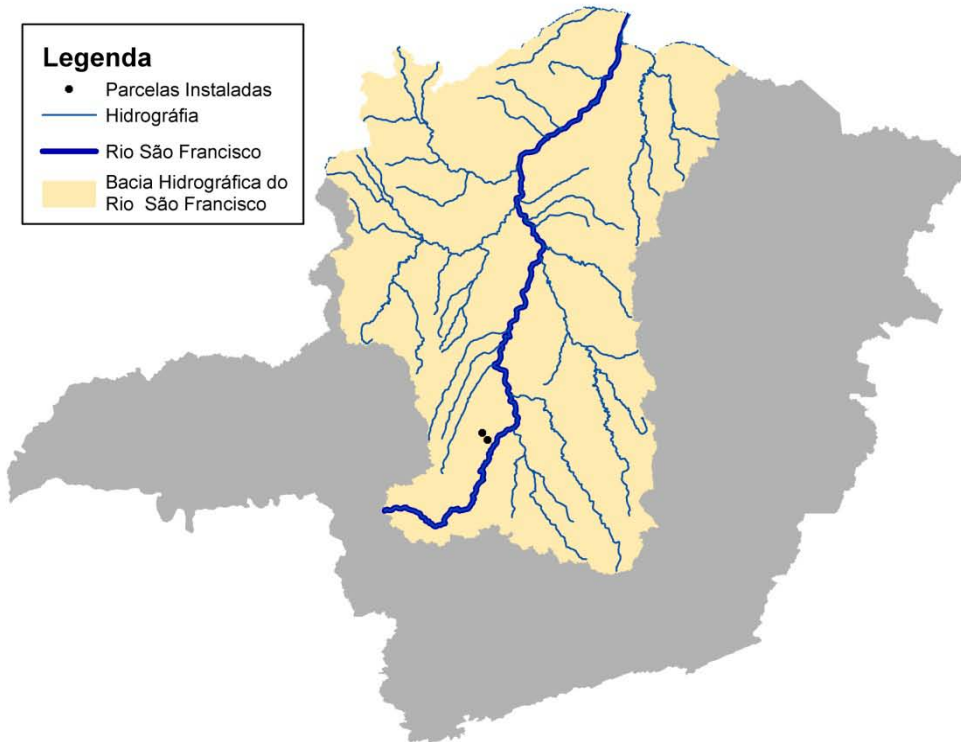 Legenda
Parcelas Instaladas
Hidrográfia
Rio São Francisco
Bacia Hidrográfica do
Rio São Francisco